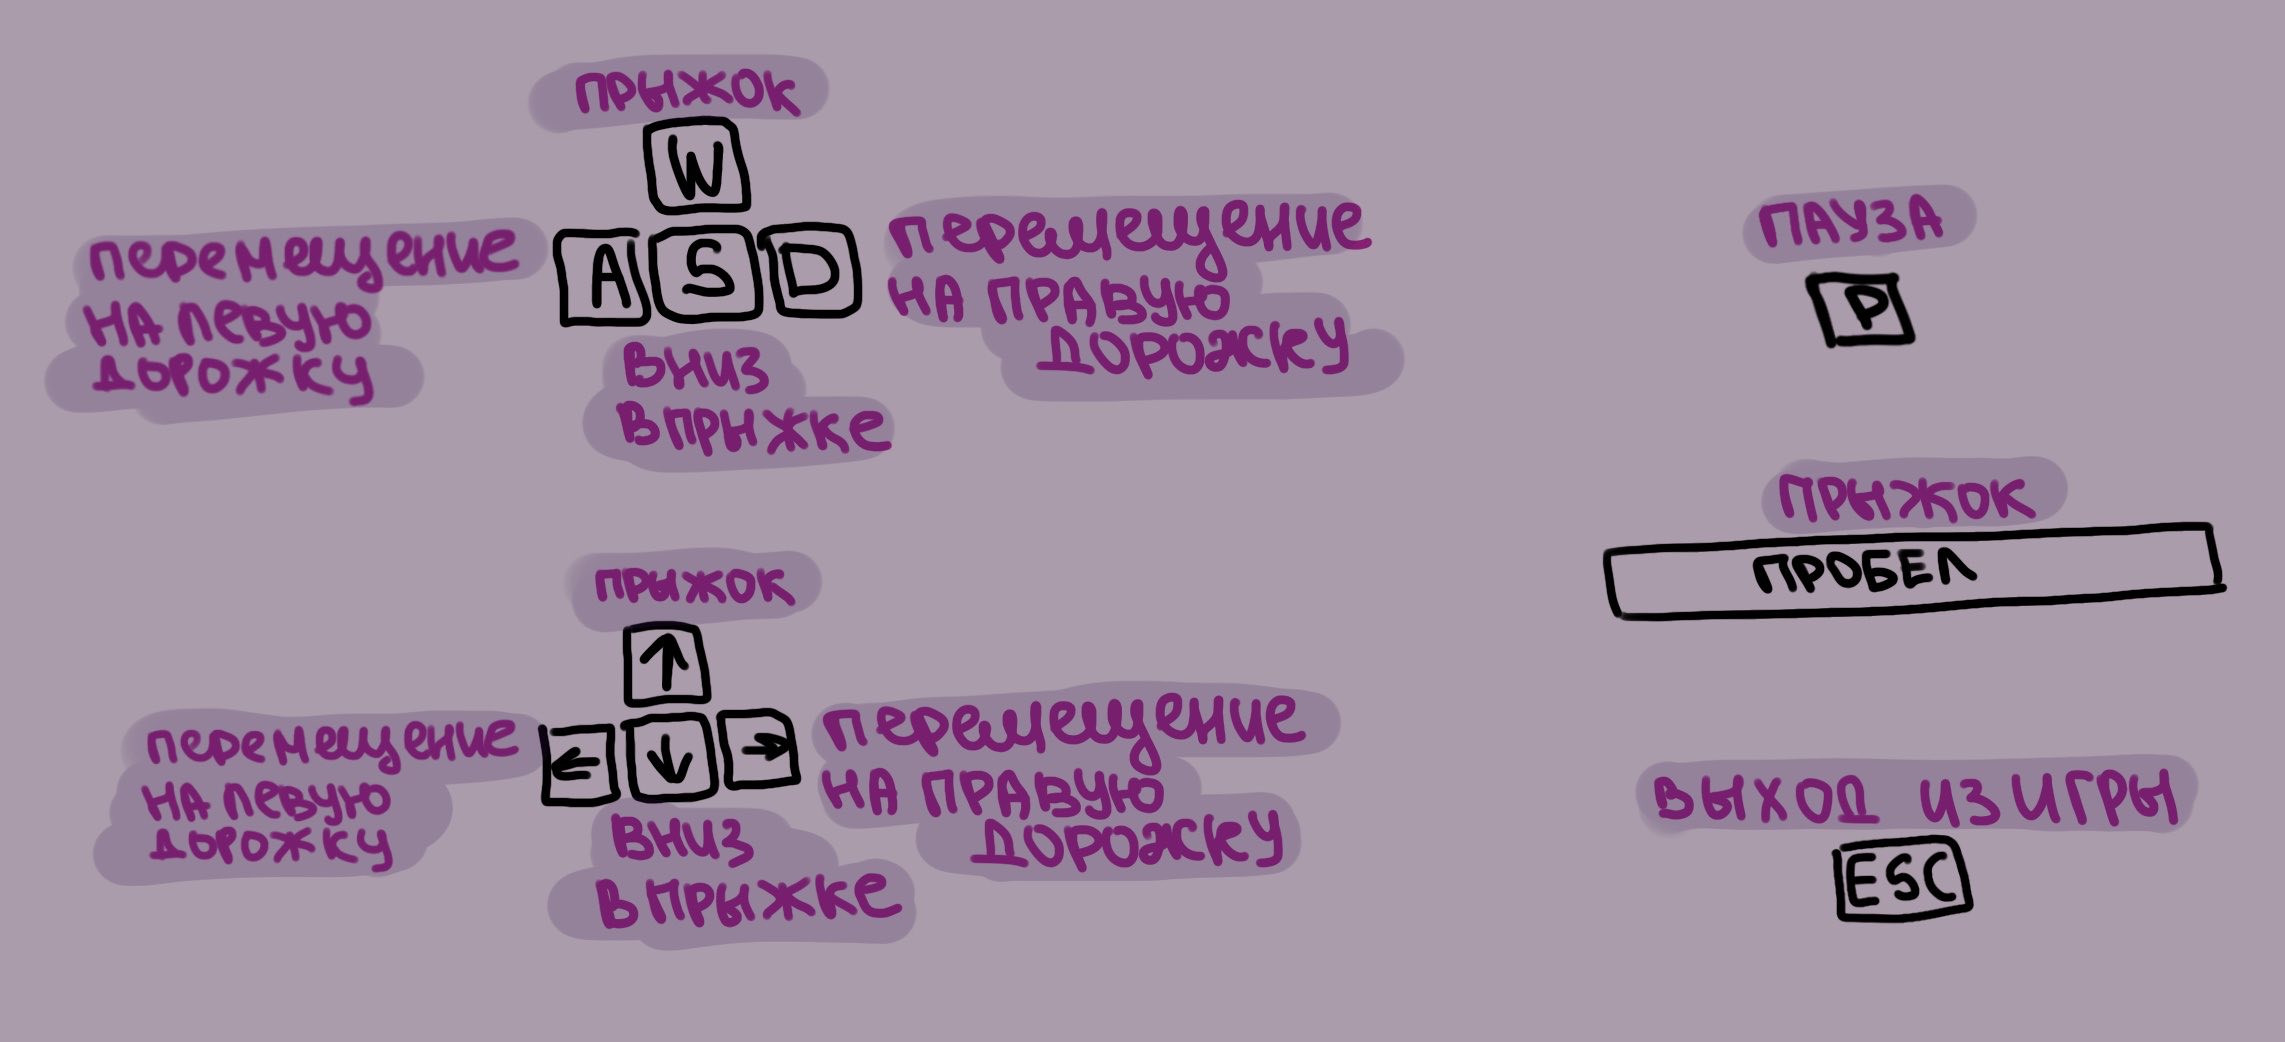 ПРЫЖОК
W
A S D
перемещение
на левую
дорожку
вниз
в прыжке
перемещение
на правую
дорожку
ПАУЗА
P
ПРЫЖОК
ПРОБЕЛ
ПРЫЖОК
↑
← ↓ →
перемещение
на левую
дорожку
вниз
в прыжке
перемещение
на правую
дорожку
ВЫХОД ИЗ ИГРЫ
ESC